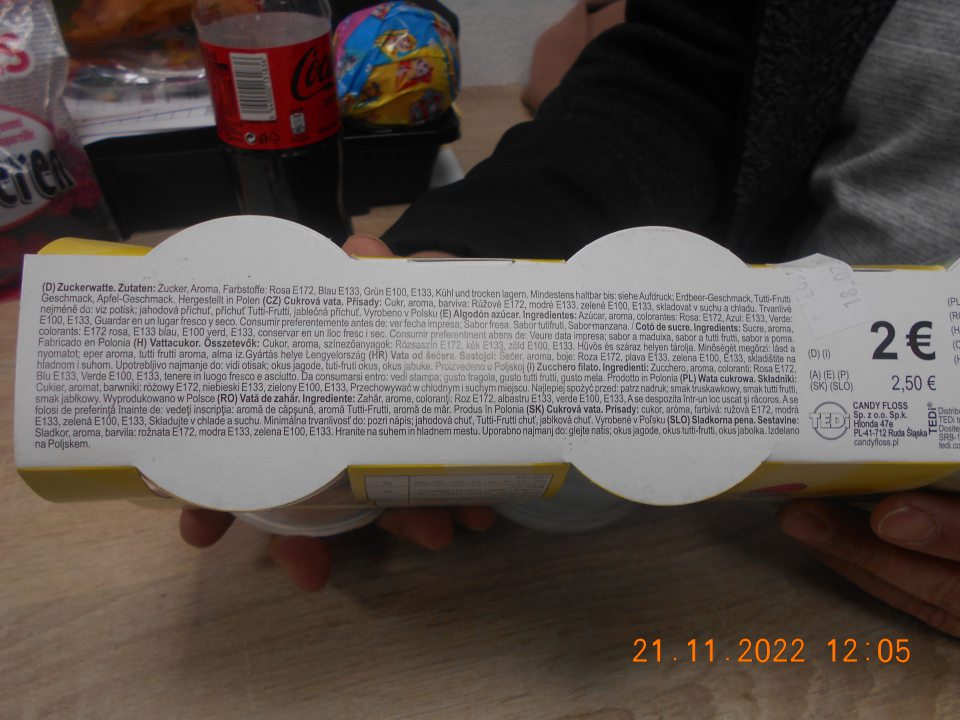 (D) Zuckerwatte. Zutaten: Zucker, Aroma, Farbstoffe: Rosa E172, Blau E133, Grün E100, E133, Kühl und trocken lagern. Mindestens haltbar bis: siehe Aufdruck; Erdbeer-Geschmack, Tutti-Frutti
Geschmack, Apfel-Geschmack. Hergestellt in Polen (CZ) Cukrová vata. Přísady: Cukr, aroma, barviva: Růžové E172, modré E133, zelené E100, E133, skladovat v suchu a chladu. Trvanlivé
nejméně do: viz potisk; jahodová příchuť, příchuť Tutti-Frutti, jablečná příchuť. Vyrobeno v Polsku (E) Algodón azúcar. Ingredientes: Azúcar, aroma, colorantes: Rosa: E172, Azul: E133, Verde:
E100, E133, Guardar en un lugar fresco y seco. Consumir preferentemente antes de: ver fecha impresa; Sabor fresa, Sabor tutifruti, Sabormanzana. / Cotó de sucre. Ingredients: Sucre, aroma,
colorants: E172 rosa, E133 blau, E100 verd, E133, conservar en un lloc fresc i sec. Consumir preferiment abans de: Veure data impresa; sabor a maduixa, sabor a tutti frutti, sabor a poma.
Fabricado en Polonia (H) Vattacukor. Összetevők: Cukor, aroma, színezőanyagok: Rózsaszín E172, kék E133, zöld E100, E133. Hűvös és száraz helyen tárolja. Minőségét megőrzi: lásd a
nyomatot; eper aroma, tutti frutti aroma, alma íz.Gyártás helye Lengyelország (HR) Vata od šećera. Sastojci: Šećer, aroma, boje: Roza E172, plava E133, zelena E100, E133, skladištite na
hladnom i suhom. Upotrebljivo najmanje do: vidi otisak; okus jagode, tuti-fruti okus, okus jabuke. Proizvedeno u Poljskoj (I) Zucchero filato. Ingredienti: Zucchero, aroma, coloranti: Rosa E172,
Blu E133, Verde E100, E133, tenere in luogo fresco e asciutto. Da consumarsi entro: vedi stampa; gusto fragola, gusto tutti frutti, gusto mela. Prodotto in Polonia (PL) Wata cukrowa. Składniki:
Cukier, aromat, barwniki: różowy E172, niebieski E133, zielony E100, E133, Przechowywać w chłodnym i suchym miejscu. Najlepiej spożyć przed: patrz nadruk; smak truskawkowy, smak tutti frutti,
smak jabłkowy. Wyprodukowano w Polsce (RO) Vată de zahăr. Ingrediente: Zahăr, arome, coloranți: Roz E172, albastru E133, verde E100, E133, A se depozita într-un loc uscat și răcoros. A se
folosi de preferință înainte de: vedeți inscripția: aromă de căpșună, aromă Tutti-Frutti, aromă de măr. Produs în Polonia (SK) Cukrová vata. Prísady: cukor, aróma, farbivá: ružová E172, modrá
E133, zelená E100, E133, Skladujte v chlade a suchu. Minimálna trvanlivosť do: pozri nápis; jahodová chuť, Tutti-Frutti chuť, jablková chuť. Vyrobené v Poľsku (SLO) Sladkorna pena. Sestavine:
Sladkor, aroma, barvila: rožnata E172, modra E133, zelena E100, E133. Hranite na suhem in hladnem mestu. Uporabno najmanj do: glejte natis; okus jagode, okus tutti-frutti, okus jabolka. Izdelano
na Poljskem.
(D) (I) 2 €
(A) (E) (P)
(SK) (SLO) 2,50 €
TEDi
CANDY FLOSS
Sp. z o.o. Sp.k.
Hlonda 47e
PL-41-712 Ruda Śląska
candyfloss.pl
TEDi
21.11.2022 12:05